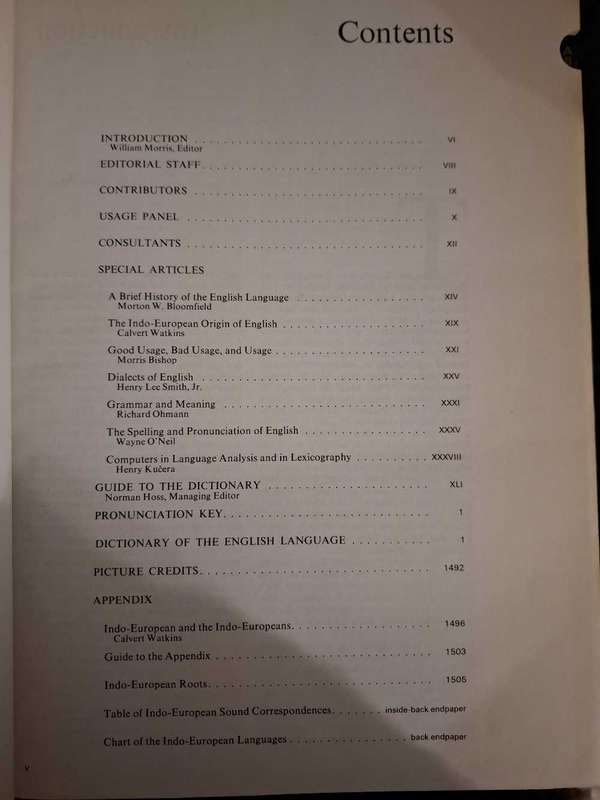 Contents
INTRODUCTION . . . . . . . . . . . . . . . . . . . . . . . . . . . . . VI
William Morris, Editor
EDITORIAL STAFF. . . . . . . . . . . . . . . . . . . . . . . . . . . . VIII
CONTRIBUTORS . . . . . . . . . . . . . . . . . . . . . . . . . . . . . IX
USAGE PANEL . . . . . . . . . . . . . . . . . . . . . . . . . . . . . . X
CONSULTANTS . . . . . . . . . . . . . . . . . . . . . . . . . . . . . . XII
SPECIAL ARTICLES
A Brief History of the English Language . . . . . . . . . . . . . . . . XIV
Morton W. Bloomfield
The Indo-European Origin of English . . . . . . . . . . . . . . . . . . XIX
Calvert Watkins
Good Usage, Bad Usage, and Usage . . . . . . . . . . . . . . . . . . . XXI
Morris Bishop
Dialects of English . . . . . . . . . . . . . . . . . . . . . . . . . . XXV
Henry Lee Smith, Jr.
Grammar and Meaning . . . . . . . . . . . . . . . . . . . . . . . . . . XXXI
Richard Ohmann
The Spelling and Pronunciation of English . . . . . . . . . . . . . . . XXXV
Wayne O'Neil
Computers in Language Analysis and in Lexicography . . . . . . . . . . XXXVIII
Henry Kučera
GUIDE TO THE DICTIONARY . . . . . . . . . . . . . . . . . . . . . . . . XLI
Norman Hoss, Managing Editor
PRONUNCIATION KEY. . . . . . . . . . . . . . . . . . . . . . . . . . . 1
DICTIONARY OF THE ENGLISH LANGUAGE . . . . . . . . . . . 1
PICTURE CREDITS. . . . . . . . . . . . . . . . . . . . . . . . . . . . 1492
APPENDIX
Indo-European and the Indo-Europeans. . . . . . . . . . . . . . . . . . 1496
Calvert Watkins
Guide to the Appendix . . . . . . . . . . . . . . . . . . . . . . . . . 1503
Indo-European Roots. . . . . . . . . . . . . . . . . . . . . . . . . . 1505
Table of Indo-European Sound Correspondences. . . . . . . inside-back endpaper
Chart of the Indo-European Languages . . . . . . . . . . . . . . . . back endpaper
V